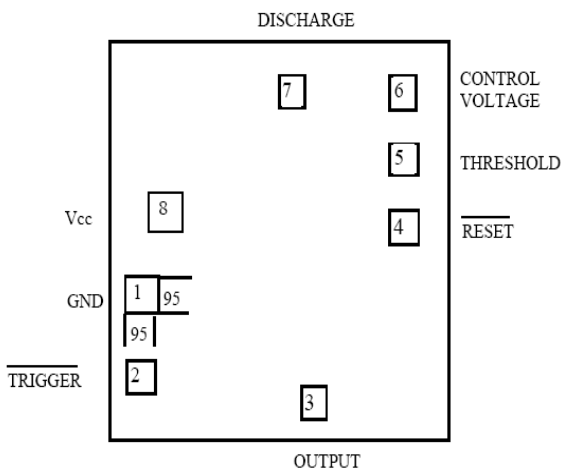 DISCHARGE
7
6
CONTROL
VOLTAGE
5
THRESHOLD
Vcc
8
4
RESET
GND
1
95
95
TRIGGER
2
3
OUTPUT